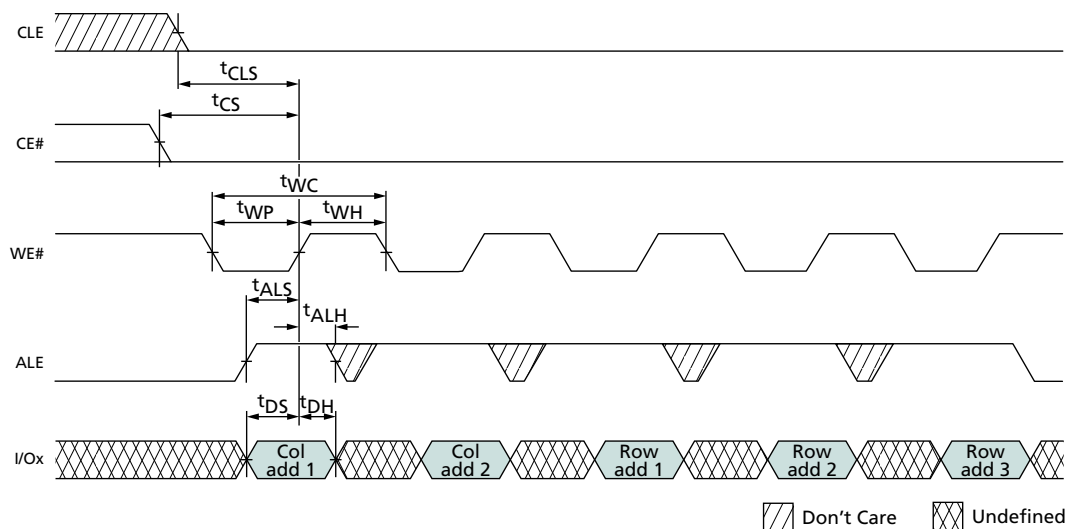 CLE
tCLS
tCS
CE#
tWC
tWP
tWH
WE#
tALS
tALH
ALE
tDS
tDH
I/Ox
Col
add 1
Col
add 2
Row
add 1
Row
add 2
Row
add 3
Don't Care
Undefined